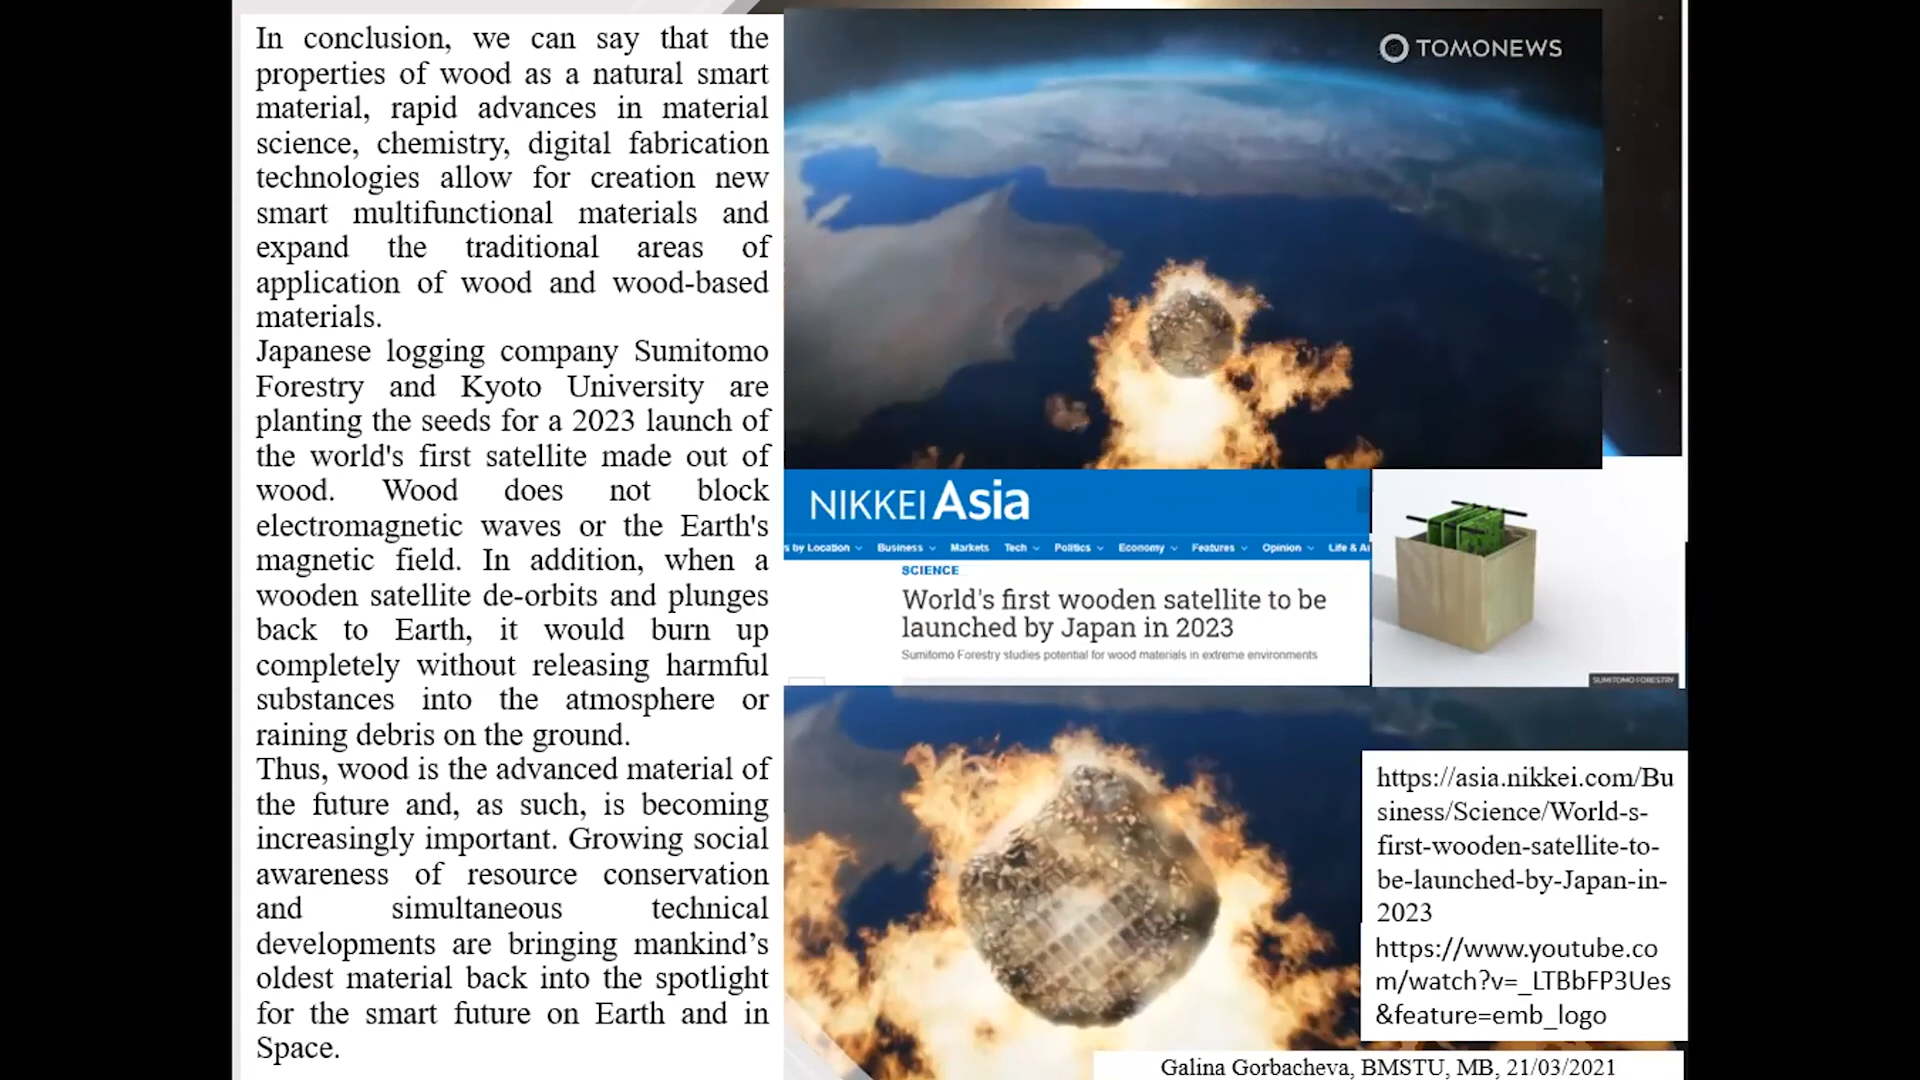 In conclusion, we can say that the
properties of wood as a natural smart
material, rapid advances in material
science, chemistry, digital fabrication
technologies allow for creation new
smart multifunctional materials and
expand the traditional areas of
application of wood and wood-based
materials.
Japanese logging company Sumitomo
Forestry and Kyoto University are
planting the seeds for a 2023 launch of
the world's first satellite made out of
wood. Wood does not block
electromagnetic waves or the Earth's
magnetic field. In addition, when a
wooden satellite de-orbits and plunges
back to Earth, it would burn up
completely without releasing harmful
substances into the atmosphere or
raining debris on the ground.
Thus, wood is the advanced material of
the future and, as such, is becoming
increasingly important. Growing social
awareness of resource conservation
and simultaneous technical
developments are bringing mankind’s
oldest material back into the spotlight
for the smart future on Earth and in
Space.
TOMONEWS
NIKKEI Asia
s by Location Business Markets Tech Politics Economy Features Opinion Life &
SCIENCE
World's first wooden satellite to be
launched by Japan in 2023
Sumitomo Forestry studies potential for wood materials in extreme environments
SUMITOMO FORESTRY
https://asia.nikkei.com/Bu
siness/Science/World-s-
first-wooden-satellite-to-
be-launched-by-Japan-in-
2023
https://www.youtube.co
m/watch?v=_LTBbFP3Ues
&feature=emb_logo
Galina Gorbacheva, BMSTU, MB, 21/03/2021